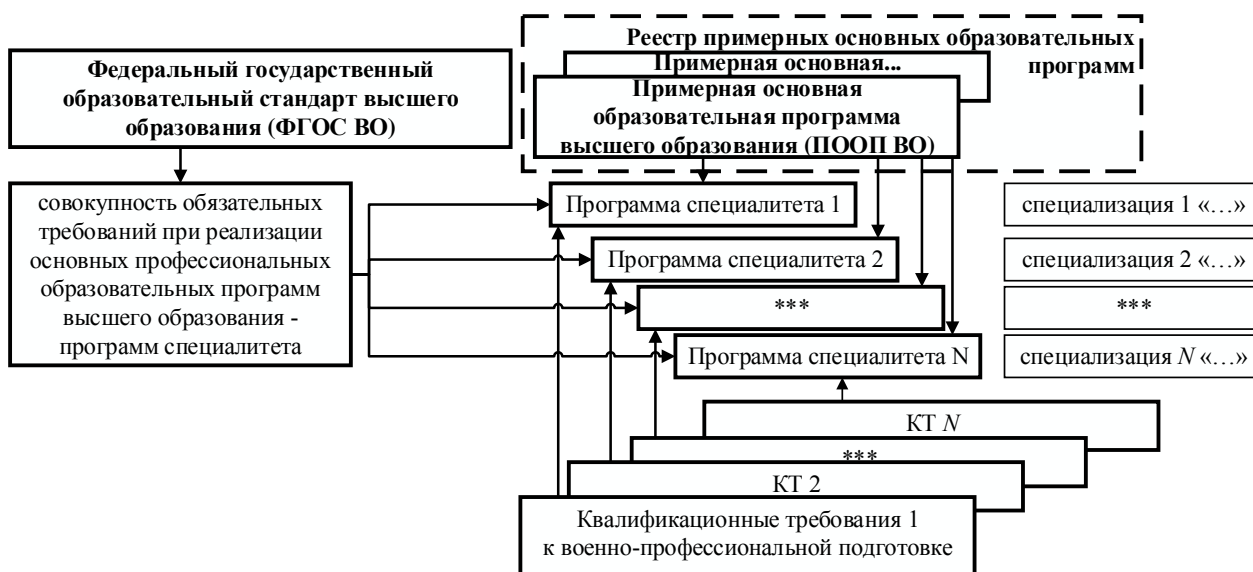 Федеральный государственный
образовательный стандарт высшего
образования (ФГОС ВО)
Реестр примерных основных образовательных
программ
Примерная основная...
Примерная основная
образовательная программа
высшего образования (ПООП ВО)
совокупность обязательных
требований при реализации
основных профессиональных
образовательных программ
высшего образования -
программ специалитета
Программа специалитета 1
специализация 1 «...»
Программа специалитета 2
специализация 2 «...»
***
***
Программа специалитета N
специализация N «...»
КТ N
***
КТ 2
Квалификационные требования 1
к военно-профессиональной подготовке